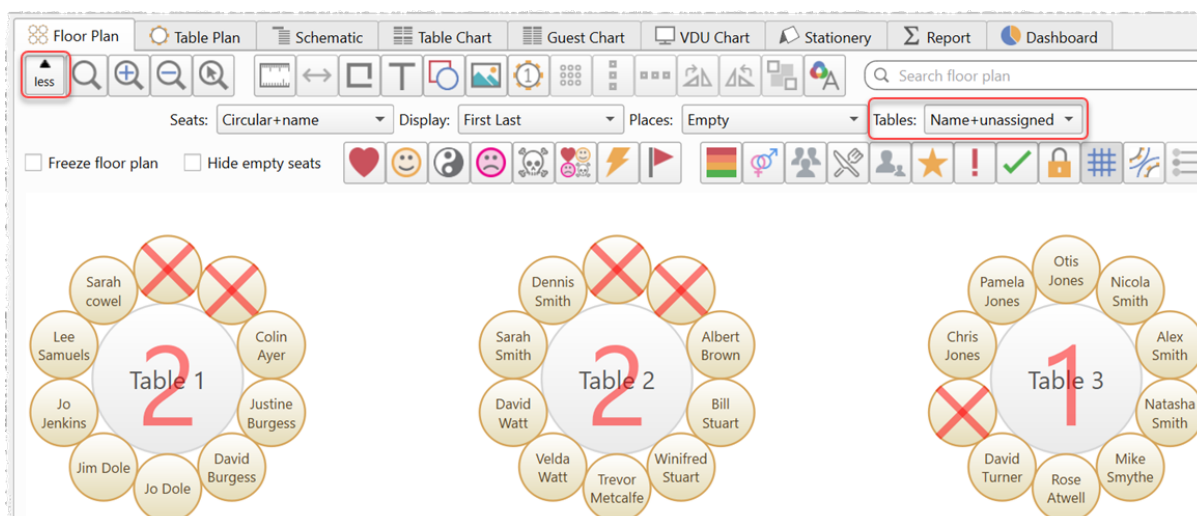 Floor Plan
Table Plan
Schematic
Table Chart
Guest Chart
VDU Chart
Stationery
Σ Report
Dashboard
less
T
1
A
Search floor plan
Seats: Circular+name
Display: First Last
Places: Empty
Tables: Name+unassigned
Freeze floor plan
Hide empty seats
Sarah
cowel
Lee
Samuels
Jo
Jenkins
Jim Dole
Jo Dole
David
Burgess
Justine
Burgess
Colin
Ayer
Table 1
2
Dennis
Smith
Sarah
Smith
David
Watt
Velda
Watt
Trevor
Metcalfe
Winifred
Stuart
Bill
Stuart
Albert
Brown
Table 2
2
Otis
Jones
Pamela
Jones
Chris
Jones
David
Turner
Rose
Atwell
Mike
Smythe
Natasha
Smith
Alex
Smith
Nicola
Smith
Table 3
1